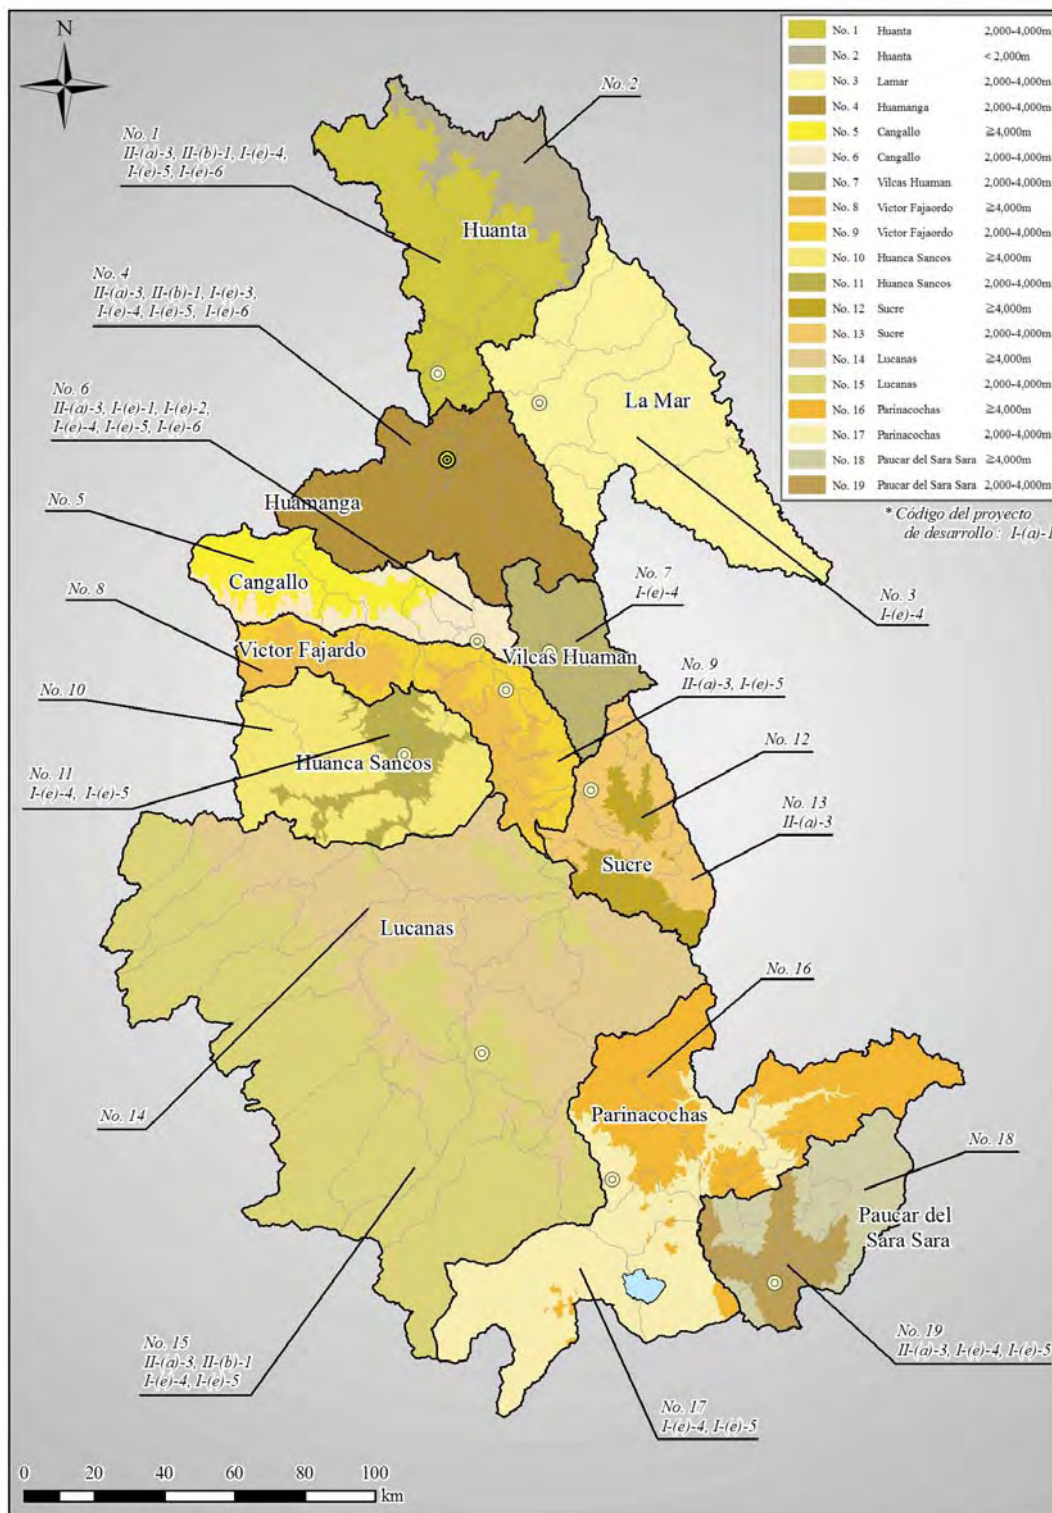 N
No. 1 Huanta 2,000-4,000m
No. 2 Huanta < 2,000m
No. 3 Lamar 2,000-4,000m
No. 4 Huamanga 2,000-4,000m
No. 5 Cangallo ≧4,000m
No. 6 Cangallo 2,000-4,000m
No. 7 Vilcas Huaman 2,000-4,000m
No. 8 Victor Fajaordo ≧4,000m
No. 9 Victor Fajaordo 2,000-4,000m
No. 10 Huanca Sancos ≧4,000m
No. 11 Huanca Sancos 2,000-4,000m
No. 12 Sucre ≧4,000m
No. 13 Sucre 2,000-4,000m
No. 14 Lucanas ≧4,000m
No. 15 Lucanas 2,000-4,000m
No. 16 Parinacochas ≧4,000m
No. 17 Parinacochas 2,000-4,000m
No. 18 Paucar del Sara Sara ≧4,000m
No. 19 Paucar del Sara Sara 2,000-4,000m
* Código del proyecto
de desarrollo : I-(a)-1
No. 2
No. 1
II-(a)-3, II-(b)-1, I-(e)-4,
I-(e)-5, I-(e)-6
Huanta
No. 4
II-(a)-3, II-(b)-1, I-(e)-3,
I-(e)-4, I-(e)-5, I-(e)-6
No. 6
II-(a)-3, I-(e)-1, I-(e)-2,
I-(e)-4, I-(e)-5, I-(e)-6
La Mar
Huamanga
No. 5
Cangallo
No. 7
I-(e)-4
No. 3
I-(e)-4
No. 8
Victor Fajardo
Vilcas Huaman
No. 9
II-(a)-3, I-(e)-5
No. 10
No. 12
Huanca Sancos
No. 11
I-(e)-4, I-(e)-5
No. 13
II-(a)-3
Sucre
Lucanas
No. 16
No. 14
Parinacochas
No. 18
Paucar del
Sara Sara
No. 15
II-(a)-3, II-(b)-1
I-(e)-4, I-(e)-5
No. 19
II-(a)-3, I-(e)-4, I-(e)-5
No. 17
I-(e)-4, I-(e)-5
0 20 40 60 80 100
km